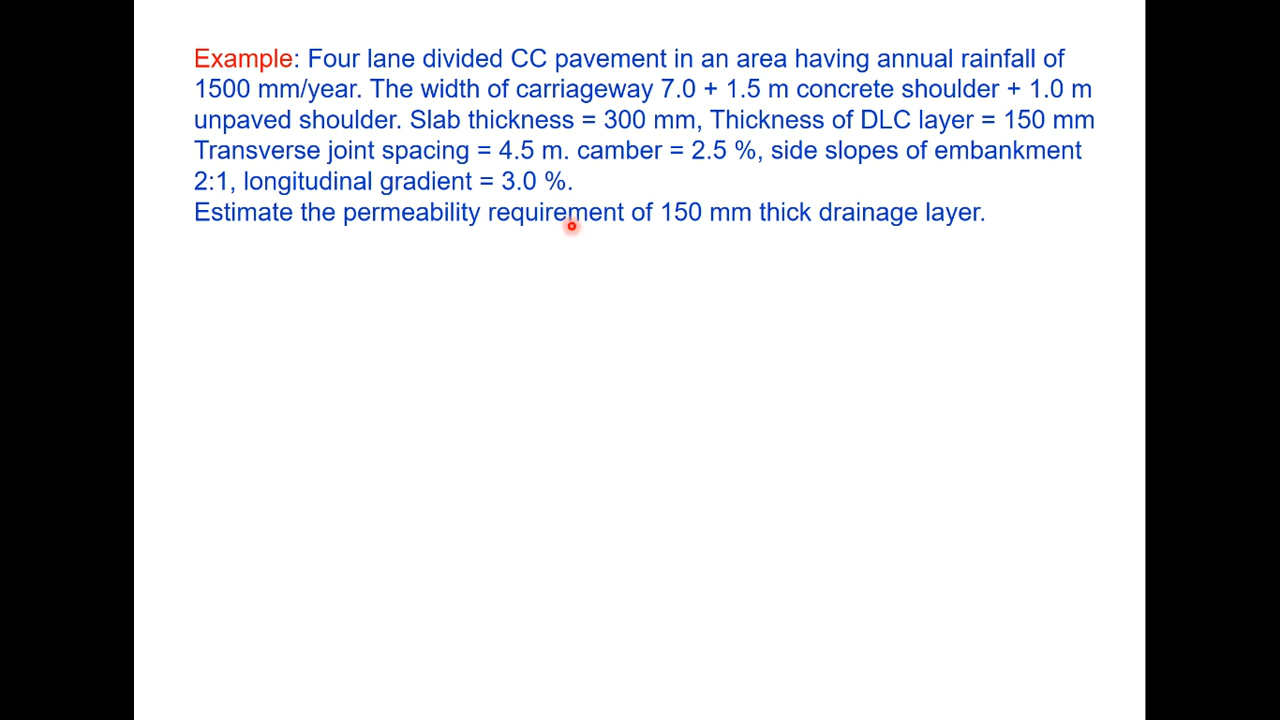 Example: Four lane divided CC pavement in an area having annual rainfall of
1500 mm/year. The width of carriageway 7.0 + 1.5 m concrete shoulder + 1.0 m
unpaved shoulder. Slab thickness = 300 mm, Thickness of DLC layer = 150 mm
Transverse joint spacing = 4.5 m. camber = 2.5 %, side slopes of embankment
2:1, longitudinal gradient = 3.0 %.
Estimate the permeability requirement of 150 mm thick drainage layer.